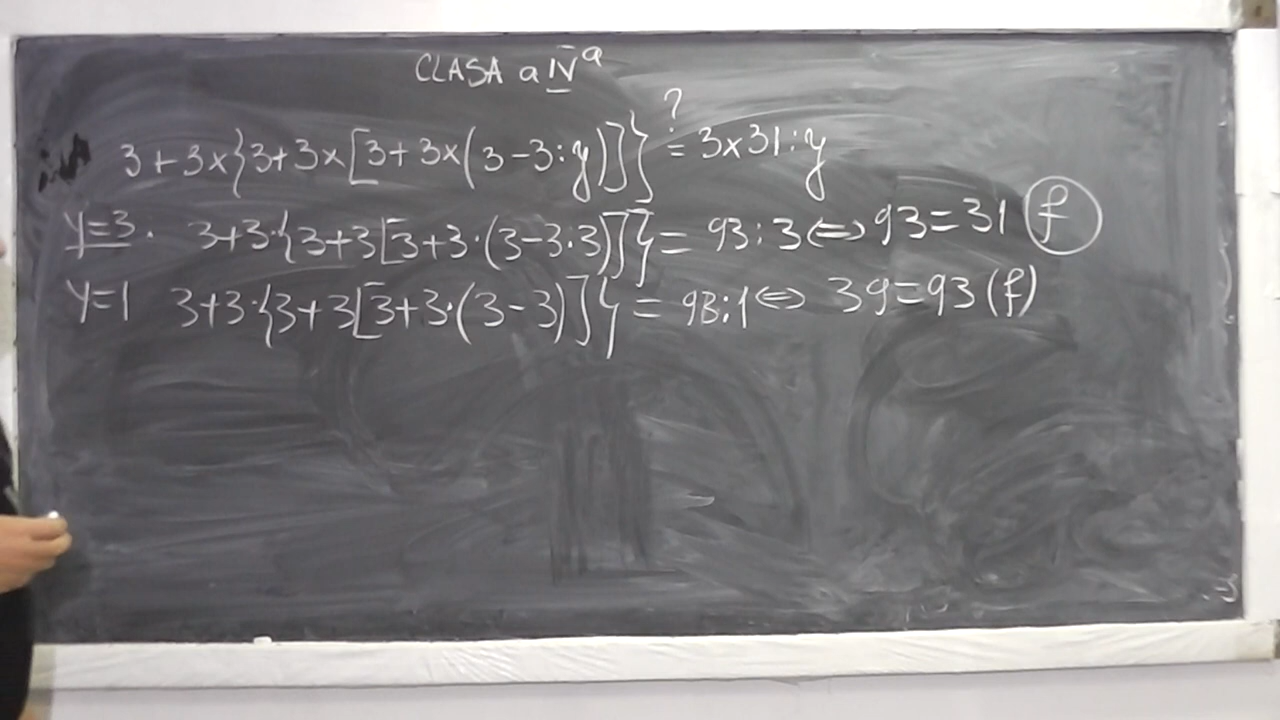 CLASA a IV a
3+3x{3+3x[3+3x(3-3:y)]} ?= 3x31:y
y=3. 3+3·{3+3[3+3·(3-3·3)]}= 93:3⇔93=31 (f)
y=1 3+3·{3+3[3+3·(3-3)]}= 93:1⇔ 39=93(f)